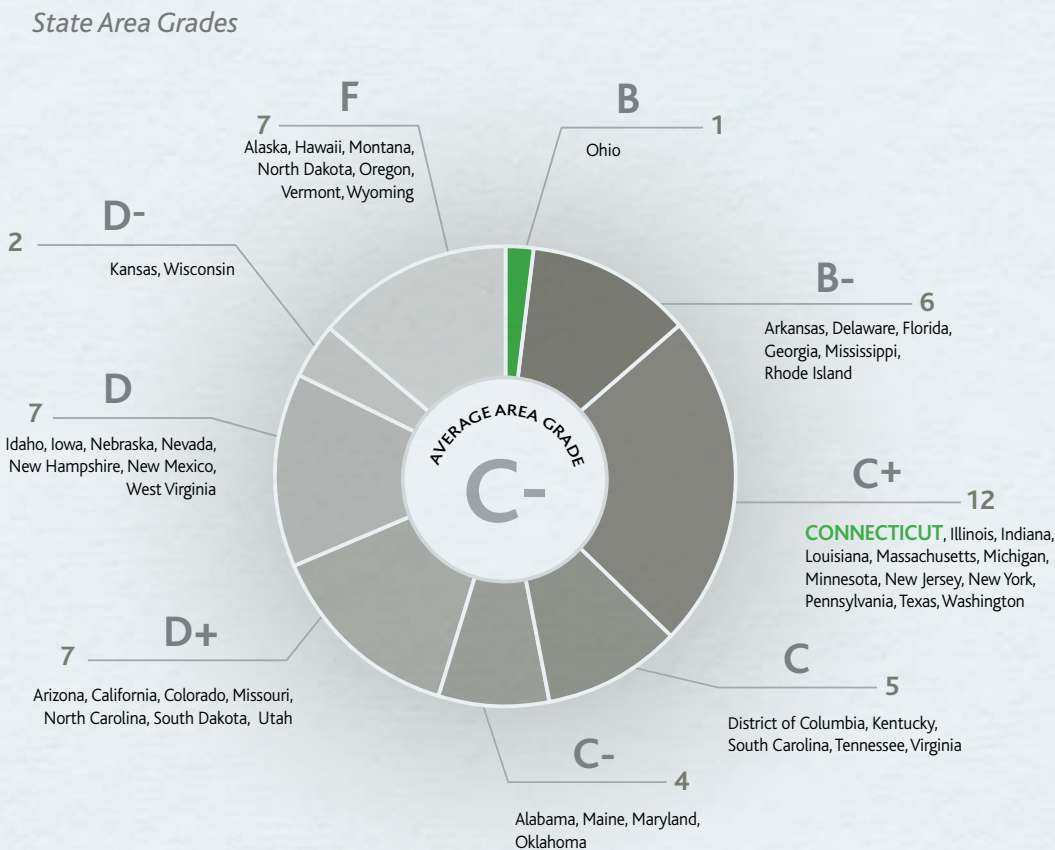 State Area Grades
B
1
Ohio
B-
6
Arkansas, Delaware, Florida,
Georgia, Mississippi,
Rhode Island
C+
12
CONNECTICUT, Illinois, Indiana,
Louisiana, Massachusetts, Michigan,
Minnesota, New Jersey, New York,
Pennsylvania, Texas, Washington
C
5
District of Columbia, Kentucky,
South Carolina, Tennessee, Virginia
C-
4
Alabama, Maine, Maryland,
Oklahoma
D+
7
Arizona, California, Colorado, Missouri,
North Carolina, South Dakota, Utah
D
7
Idaho, Iowa, Nebraska, Nevada,
New Hampshire, New Mexico,
West Virginia
D-
2
Kansas, Wisconsin
F
7
Alaska, Hawaii, Montana,
North Dakota, Oregon,
Vermont, Wyoming
AVERAGE AREA GRADE
C-